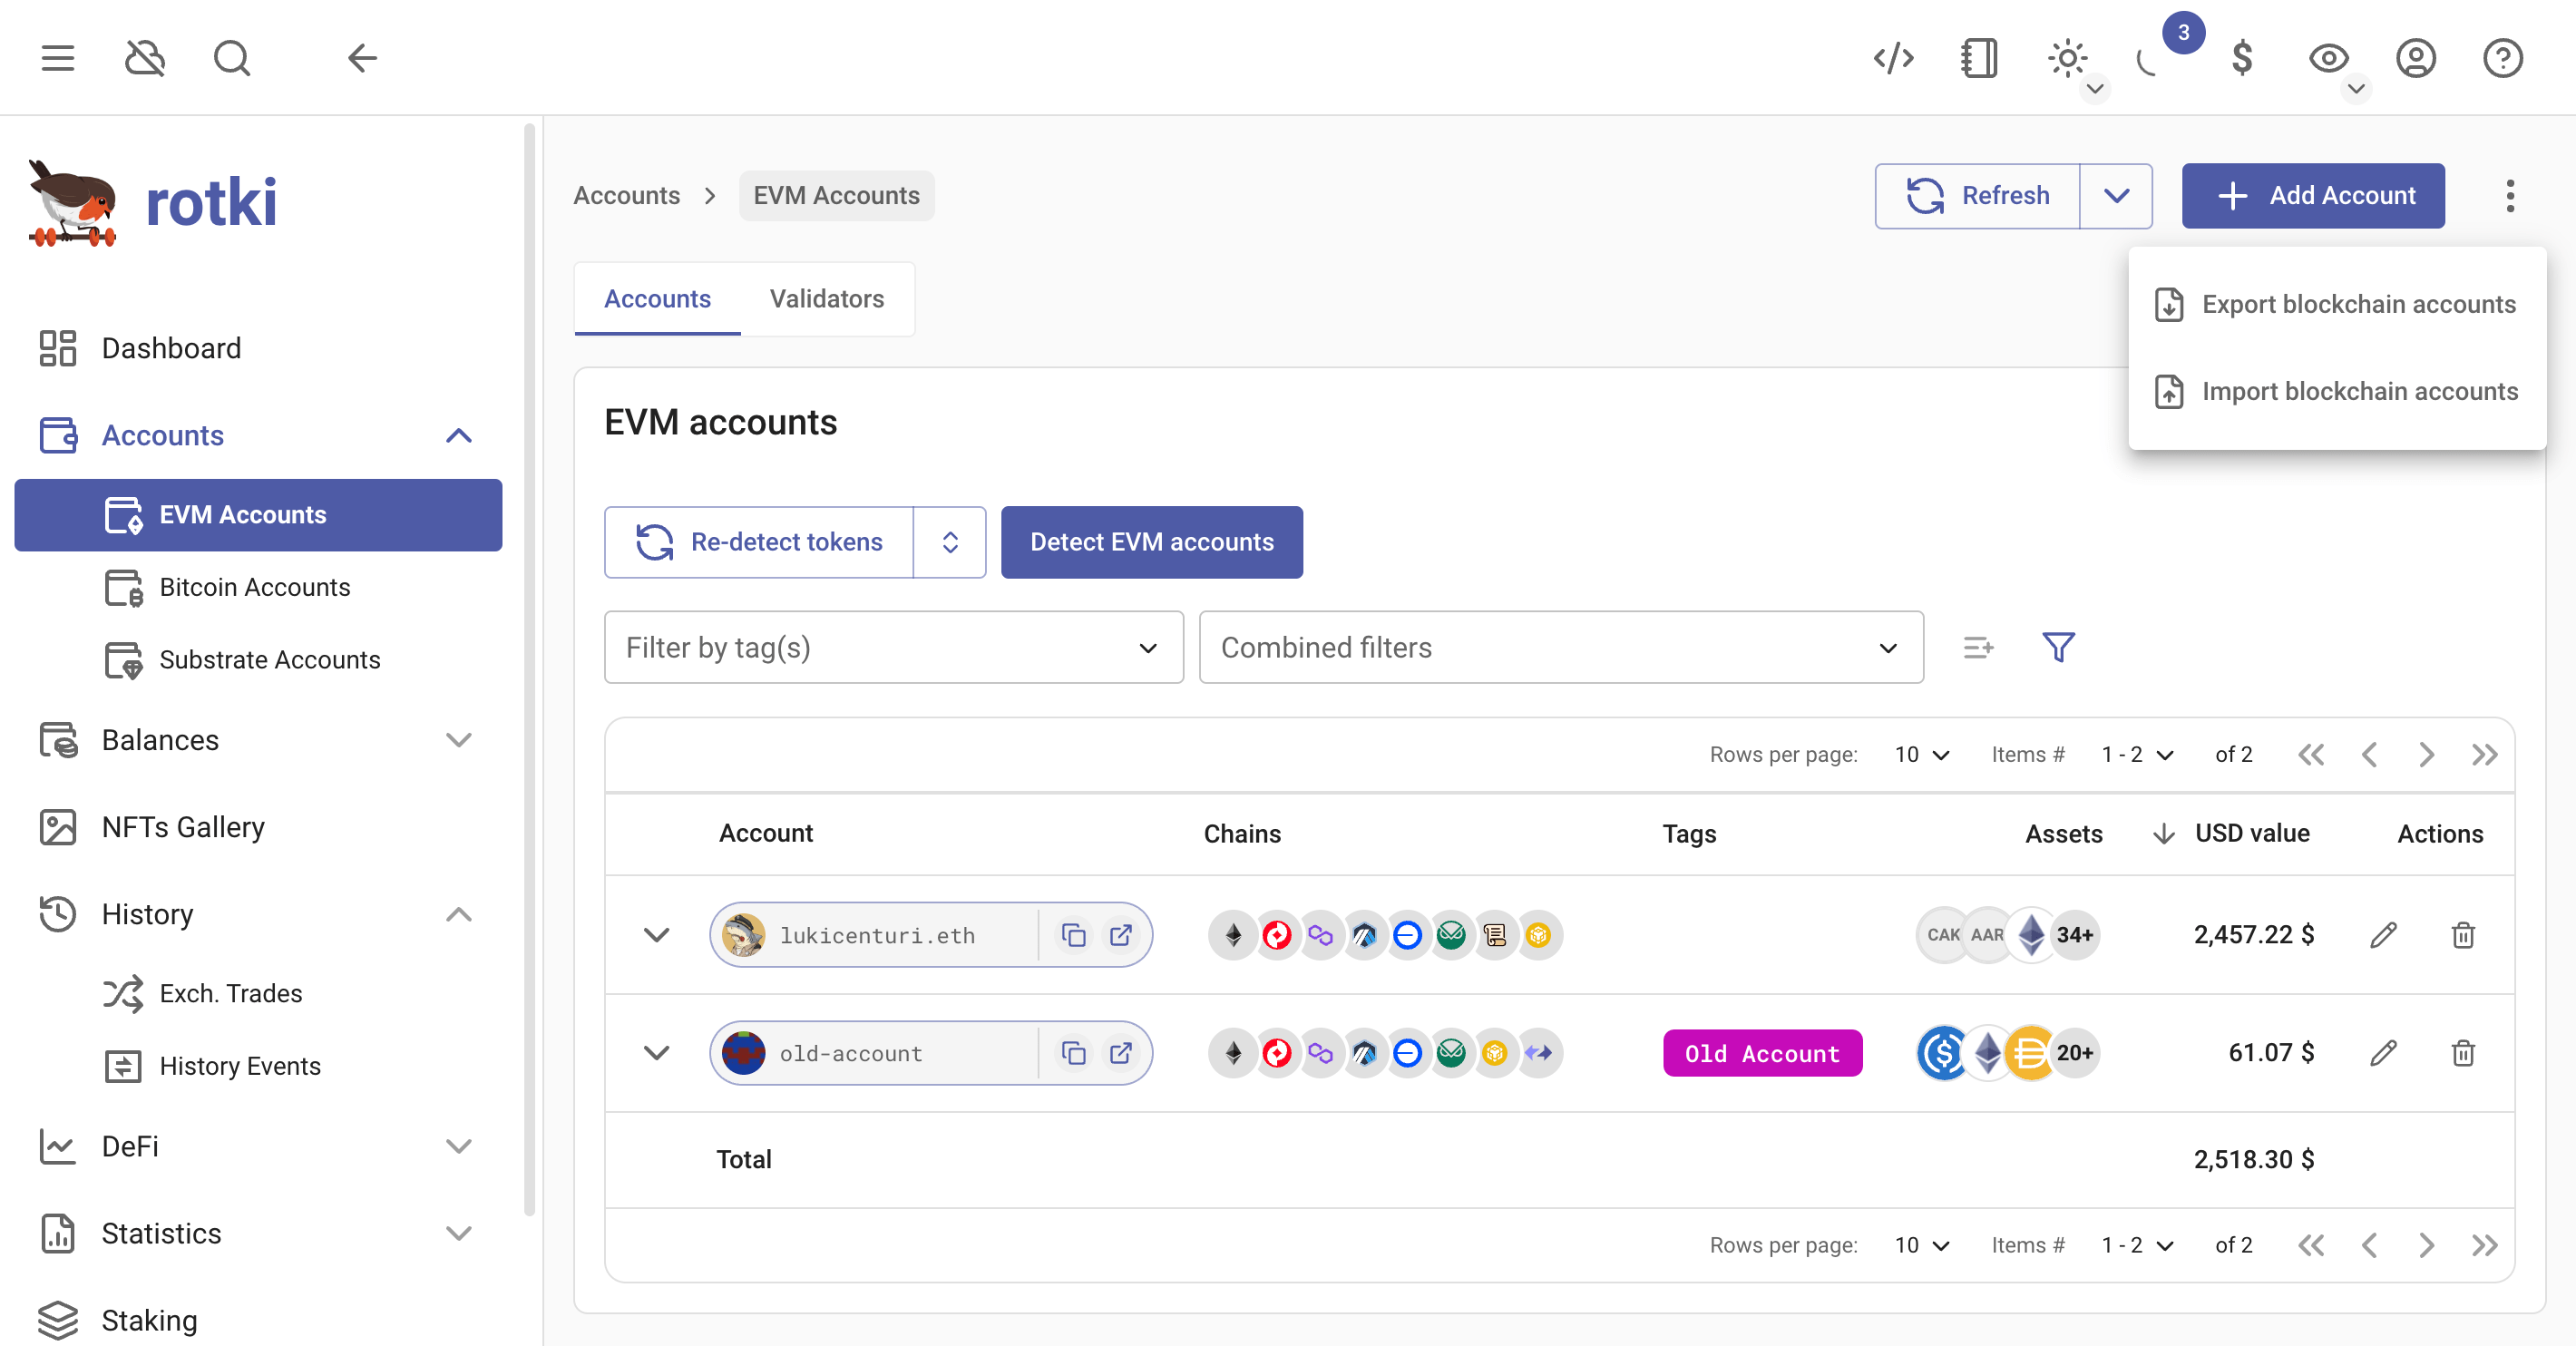 3
rotki
Accounts
EVM Accounts
Refresh
Add Account
Export blockchain accounts
Import blockchain accounts
Dashboard
Accounts
EVM Accounts
Bitcoin Accounts
Substrate Accounts
Balances
NFTs Gallery
History
Exch. Trades
History Events
DeFi
Statistics
Staking
Accounts Validators
EVM accounts
Re-detect tokens Detect EVM accounts
Filter by tag(s) Combined filters
Rows per page: 10 Items # 1 - 2 of 2
Account Chains Tags Assets USD value Actions
lukicenturi.eth CAK AAR 34+ 2,457.22 $
old-account Old Account 20+ 61.07 $
Total 2,518.30 $
Rows per page: 10 Items # 1 - 2 of 2